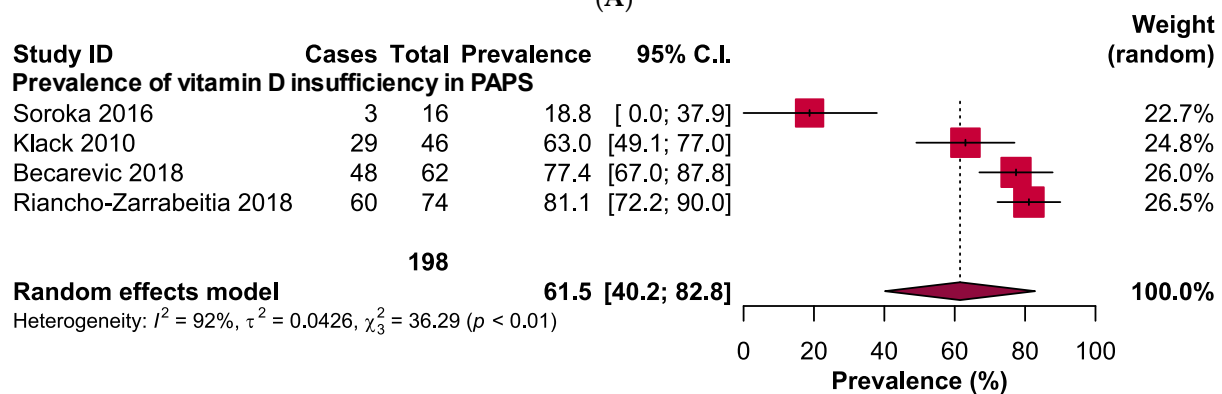 (A)
Weight
Study ID Cases Total Prevalence 95% C.I. (random)
Prevalence of vitamin D insufficiency in PAPS
Soroka 2016 3 16 18.8 [ 0.0; 37.9] 22.7%
Klack 2010 29 46 63.0 [49.1; 77.0] 24.8%
Becarevic 2018 48 62 77.4 [67.0; 87.8] 26.0%
Riancho-Zarrabeitia 2018 60 74 81.1 [72.2; 90.0] 26.5%
198
Random effects model 61.5 [40.2; 82.8] 100.0%
Heterogeneity: I² = 92%, τ² = 0.0426, χ²₃ = 36.29 (p < 0.01)
0 20 40 60 80 100
Prevalence (%)